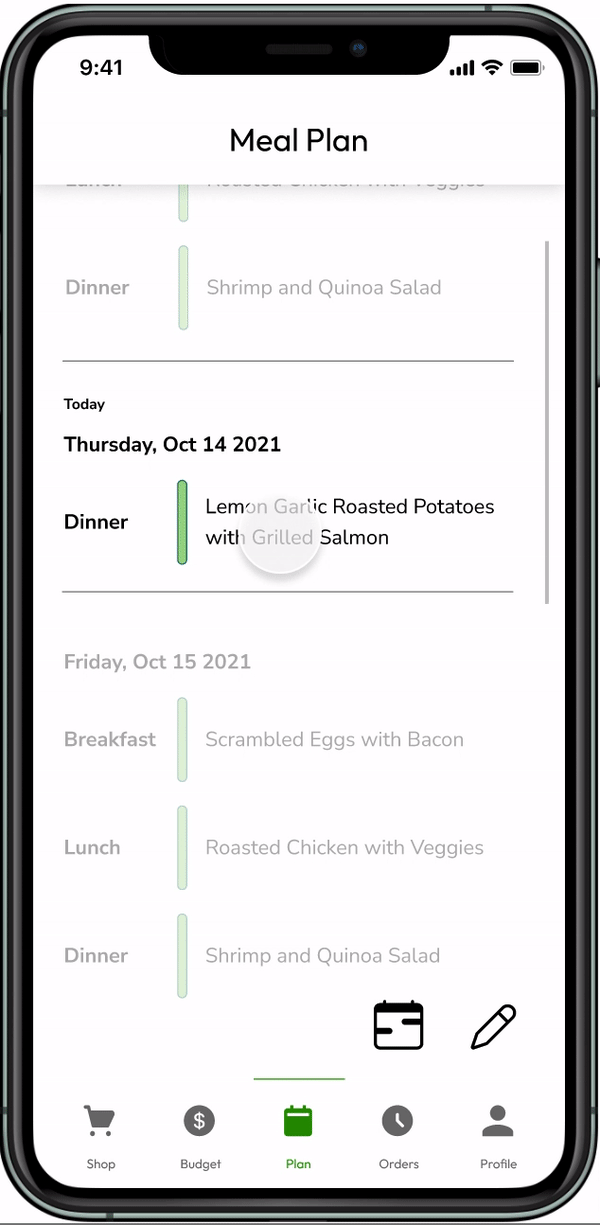 9:41
Meal Plan
Lunch Roasted Chicken with Veggies
Dinner Shrimp and Quinoa Salad
Today
Thursday, Oct 14 2021
Dinner Lemon Garlic Roasted Potatoes
with Grilled Salmon
Friday, Oct 15 2021
Breakfast Scrambled Eggs with Bacon
Lunch Roasted Chicken with Veggies
Dinner Shrimp and Quinoa Salad
$
Shop Budget Plan Orders Profile